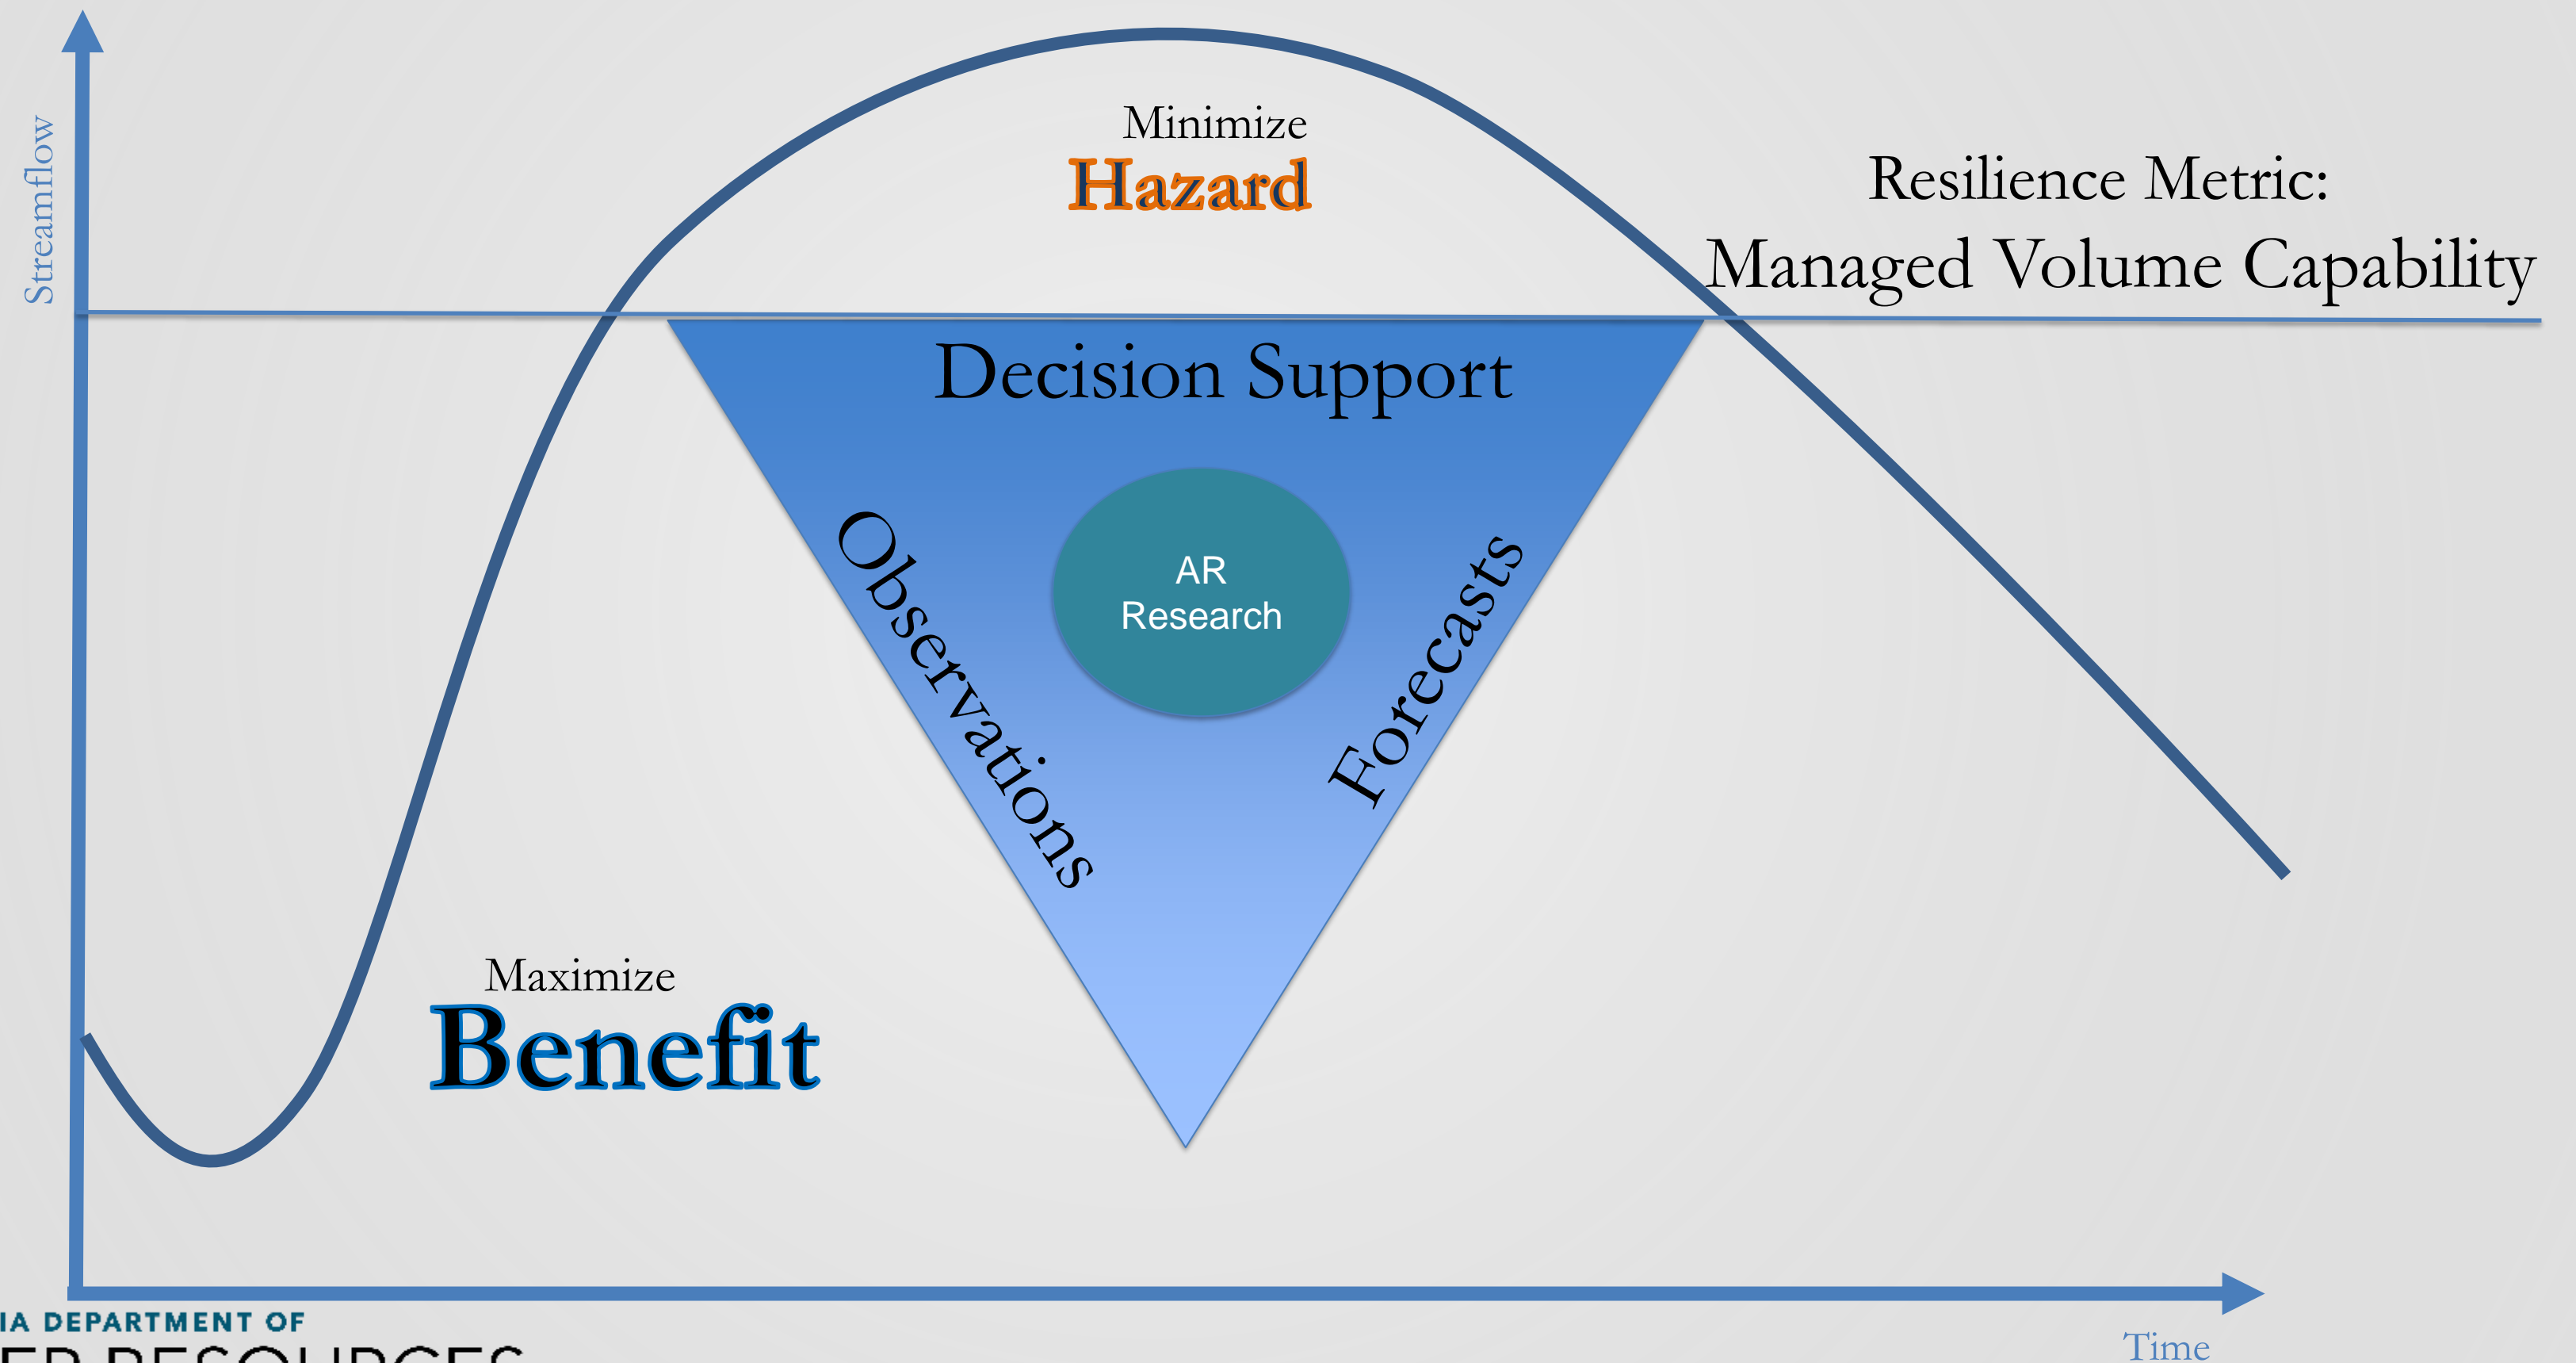 Streamflow
Minimize
Hazard
Resilience Metric:
Managed Volume Capability
Decision Support
Observations
AR
Research
Forecasts
Maximize
Benefit
DEPARTMENT OF
RESOURCES
Time